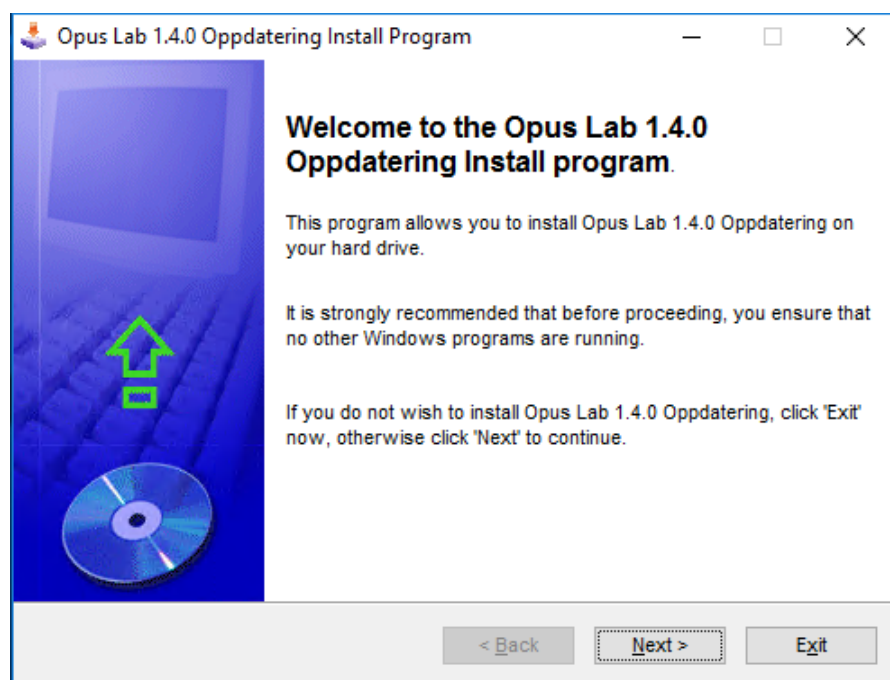 Opus Lab 1.4.0 Oppdatering Install Program
Welcome to the Opus Lab 1.4.0
Oppdatering Install program.
This program allows you to install Opus Lab 1.4.0 Oppdatering on
your hard drive.
It is strongly recommended that before proceeding, you ensure that
no other Windows programs are running.
If you do not wish to install Opus Lab 1.4.0 Oppdatering, click 'Exit'
now, otherwise click 'Next' to continue.
< Back Next > Exit